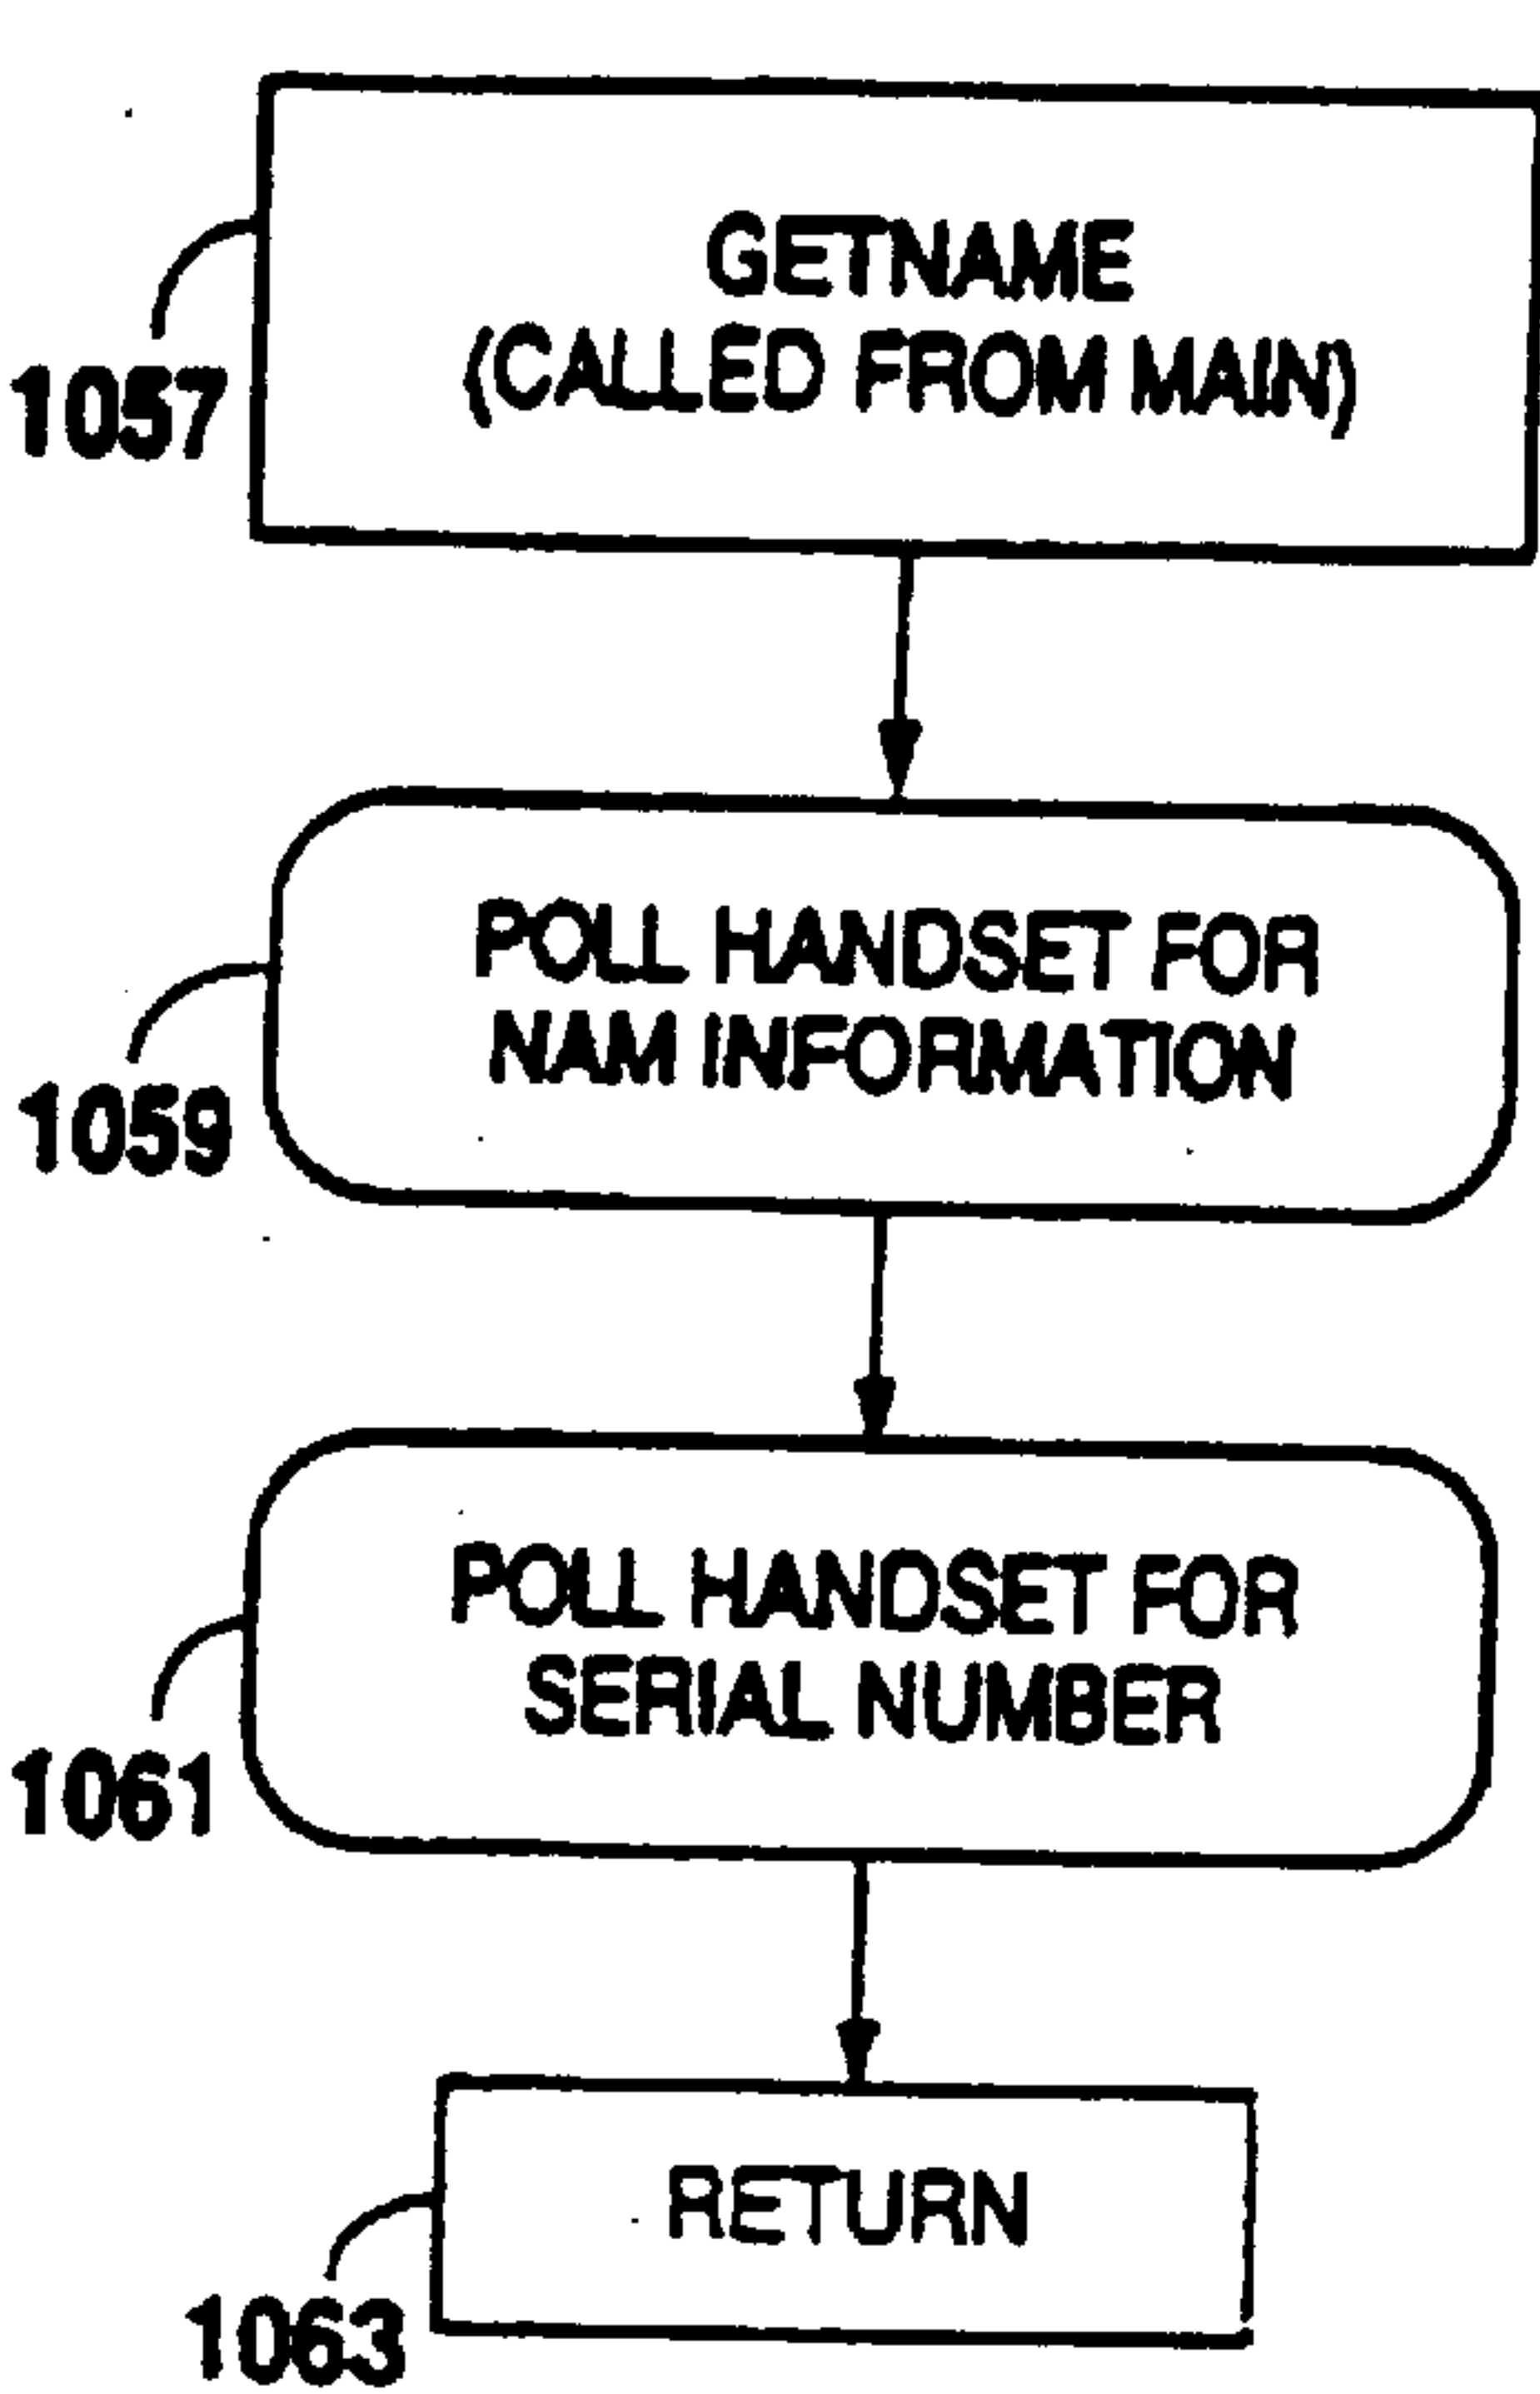 GETNAME
(CALLED FROM MAIN)
1057
POLL HANDSET FOR
NAM INFORMATION
1059
POLL HANDSET FOR
SERIAL NUMBER
1061
RETURN
1063